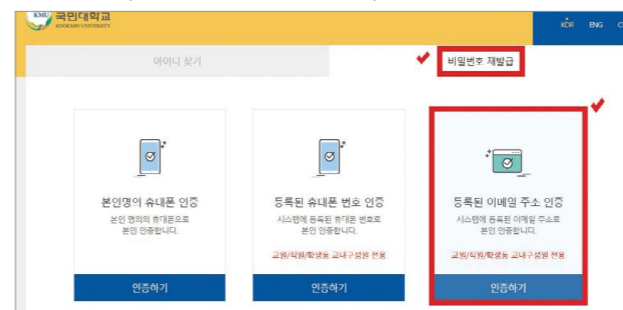 KMU 국민대학교
KOOKMIN UNIVERSITY
KOR ENG
아이디 찾기
비밀번호 재발급
본인명의 휴대폰 인증
본인 명의의 휴대폰으로
본인 인증합니다.
인증하기
등록된 휴대폰 번호 인증
시스템에 등록된 휴대폰 번호로
본인 인증합니다.
교원/직원/학생등 교내구성원 전용
인증하기
등록된 이메일 주소 인증
시스템에 등록된 이메일 주소로
본인 인증합니다.
교원/직원/학생등 교내구성원 전용
인증하기